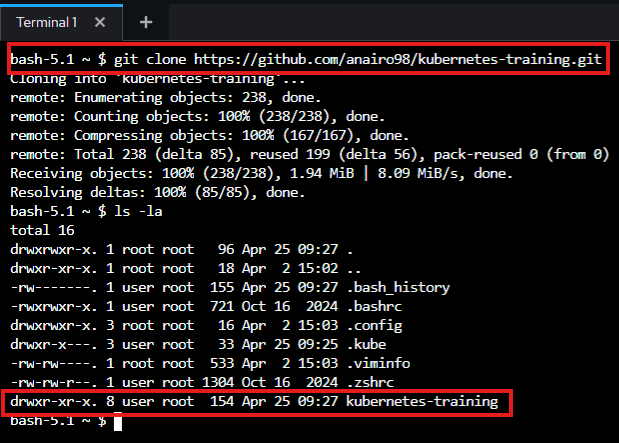 Terminal 1 × +
bash-5.1 ~ $ git clone https://github.com/anairo98/kubernetes-training.git
Cloning into 'kubernetes-training'...
remote: Enumerating objects: 238, done.
remote: Counting objects: 100% (238/238), done.
remote: Compressing objects: 100% (167/167), done.
remote: Total 238 (delta 85), reused 199 (delta 56), pack-reused 0 (from 0)
Receiving objects: 100% (238/238), 1.94 MiB | 8.09 MiB/s, done.
Resolving deltas: 100% (85/85), done.
bash-5.1 ~ $ ls -la
total 16
drwxrwxr-x. 1 root root   96 Apr 25 09:27 .
drwxr-xr-x. 1 root root   18 Apr  2 15:02 ..
-rw-------. 1 user root  155 Apr 25 09:27 .bash_history
-rwxrwxr-x. 1 user root  721 Oct 16  2024 .bashrc
drwxrwxr-x. 3 root root   16 Apr  2 15:03 .config
drwxr-x---. 3 user root   33 Apr 25 09:25 .kube
-rw-rw----. 1 root root  533 Apr  2 15:03 .viminfo
-rw-rw-r--. 1 user root 1304 Oct 16  2024 .zshrc
drwxr-xr-x. 8 user root  154 Apr 25 09:27 kubernetes-training
bash-5.1 ~ $